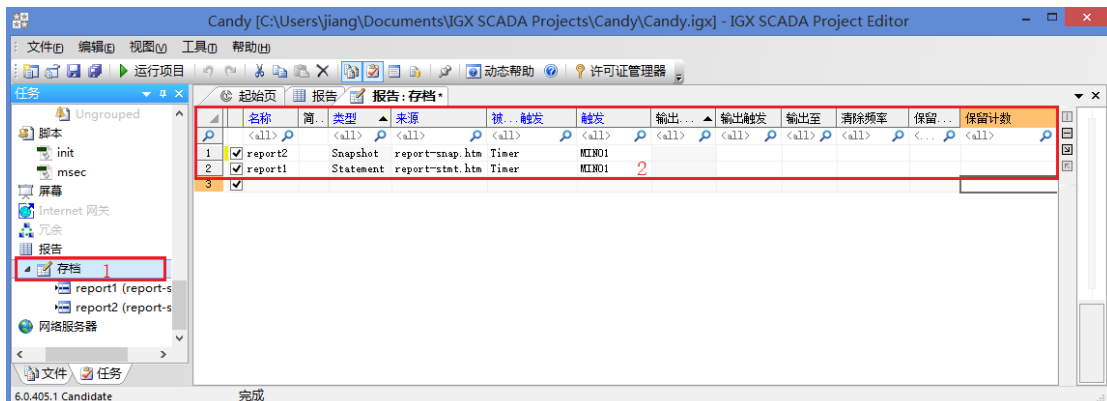 Candy [C:\Users\jiang\Documents\IGX SCADA Projects\Candy\Candy.igx] - IGX SCADA Project Editor
文件(F) 编辑(E) 视图(V) 工具(T) 帮助(H)
运行项目 动态帮助 许可证管理器
任务
Ungrouped
脚本
init
msec
屏幕
Internet 网关
冗余
报告
存档 1
report1 (report-s
report2 (report-s
网络服务器
文件 任务
起始页 报告 报告:存档*
名称 简.. 类型 来源 被...触发 触发 输出... 输出触发 输出至 清除频率 保留... 保留计数
<all> <all> <all> <all> <all> <all> <all> <all> <all> <... <all>
1 report2 Snapshot report-snap.htm Timer MIN01
2 report1 Statement report-stmt.htm Timer MIN01 2
3
6.0.405.1 Candidate 完成